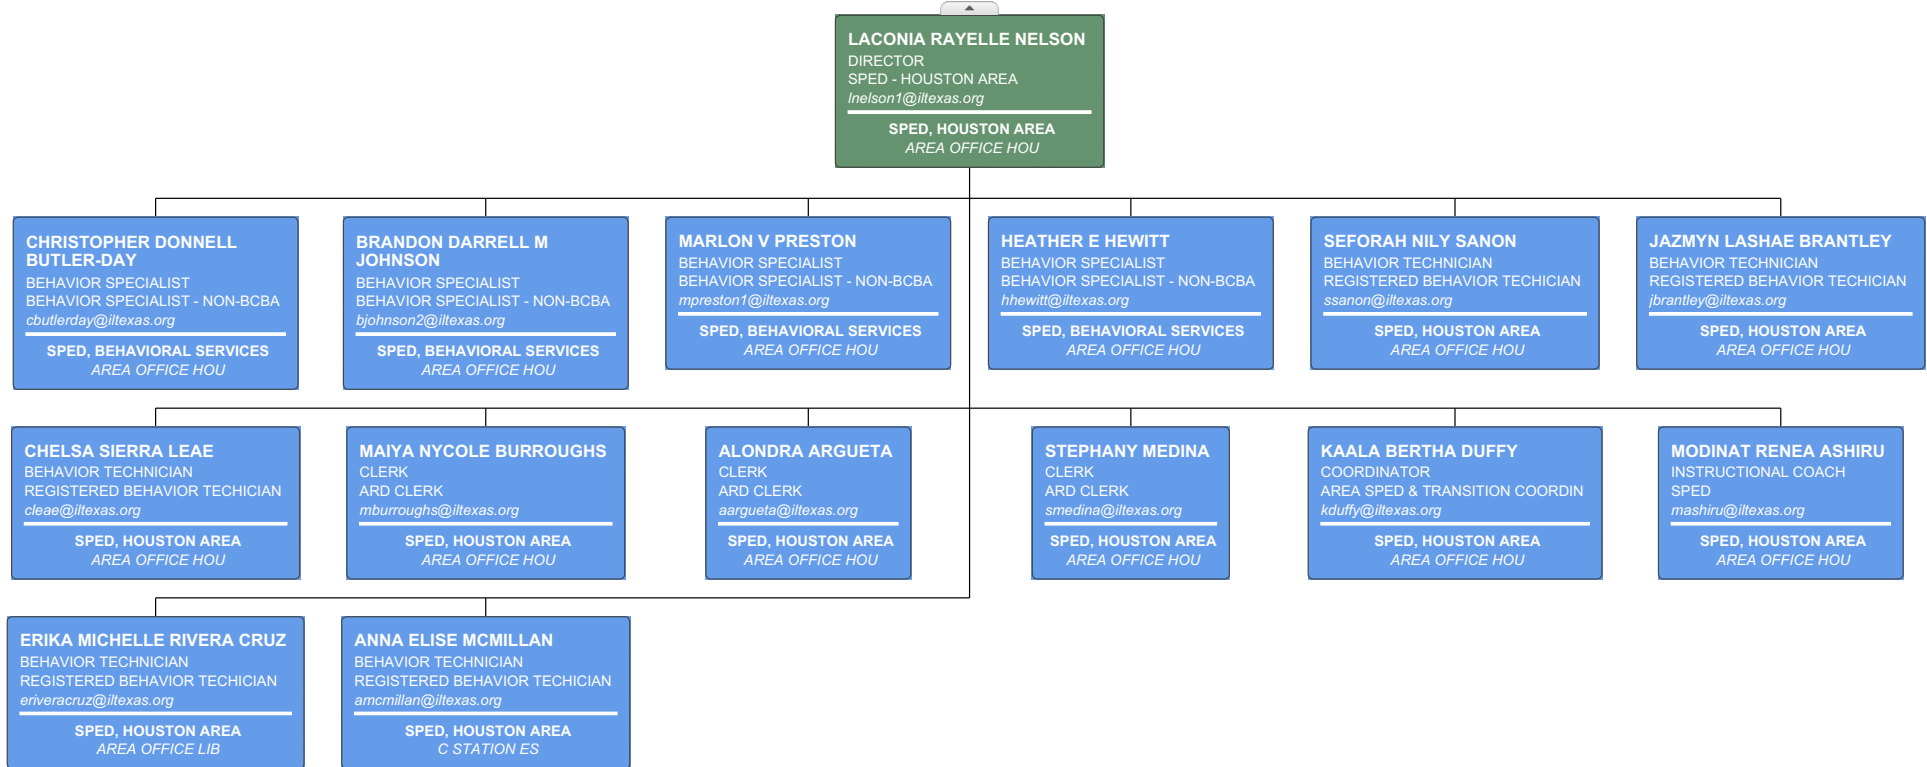 LACONIA RAYELLE NELSON
DIRECTOR
SPED - HOUSTON AREA
lnelson1@iltexas.org
SPED, HOUSTON AREA
AREA OFFICE HOU
CHRISTOPHER DONNELL
BUTLER-DAY
BEHAVIOR SPECIALIST
BEHAVIOR SPECIALIST - NON-BCBA
cbutlerday@iltexas.org
SPED, BEHAVIORAL SERVICES
AREA OFFICE HOU
BRANDON DARRELL M
JOHNSON
BEHAVIOR SPECIALIST
BEHAVIOR SPECIALIST - NON-BCBA
bjohnson2@iltexas.org
SPED, BEHAVIORAL SERVICES
AREA OFFICE HOU
MARLON V PRESTON
BEHAVIOR SPECIALIST
BEHAVIOR SPECIALIST - NON-BCBA
mpreston1@iltexas.org
SPED, BEHAVIORAL SERVICES
AREA OFFICE HOU
HEATHER E HEWITT
BEHAVIOR SPECIALIST
BEHAVIOR SPECIALIST - NON-BCBA
hhewitt@iltexas.org
SPED, BEHAVIORAL SERVICES
AREA OFFICE HOU
SEFORAH NILY SANON
BEHAVIOR TECHNICIAN
REGISTERED BEHAVIOR TECHICIAN
ssanon@iltexas.org
SPED, HOUSTON AREA
AREA OFFICE HOU
JAZMYN LASHAE BRANTLEY
BEHAVIOR TECHNICIAN
REGISTERED BEHAVIOR TECHICIAN
jbrantley@iltexas.org
SPED, HOUSTON AREA
AREA OFFICE HOU
CHELSA SIERRA LEAE
BEHAVIOR TECHNICIAN
REGISTERED BEHAVIOR TECHICIAN
cleae@iltexas.org
SPED, HOUSTON AREA
AREA OFFICE HOU
MAIYA NYCOLE BURROUGHS
CLERK
ARD CLERK
mburroughs@iltexas.org
SPED, HOUSTON AREA
AREA OFFICE HOU
ALONDRA ARGUETA
CLERK
ARD CLERK
aargueta@iltexas.org
SPED, HOUSTON AREA
AREA OFFICE HOU
STEPHANY MEDINA
CLERK
ARD CLERK
smedina@iltexas.org
SPED, HOUSTON AREA
AREA OFFICE HOU
KAALA BERTHA DUFFY
COORDINATOR
AREA SPED & TRANSITION COORDIN
kduffy@iltexas.org
SPED, HOUSTON AREA
AREA OFFICE HOU
MODINAT RENEA ASHIRU
INSTRUCTIONAL COACH
SPED
mashiru@iltexas.org
SPED, HOUSTON AREA
AREA OFFICE HOU
ERIKA MICHELLE RIVERA CRUZ
BEHAVIOR TECHNICIAN
REGISTERED BEHAVIOR TECHICIAN
eriveracruz@iltexas.org
SPED, HOUSTON AREA
AREA OFFICE LIB
ANNA ELISE MCMILLAN
BEHAVIOR TECHNICIAN
REGISTERED BEHAVIOR TECHICIAN
amcmillan@iltexas.org
SPED, HOUSTON AREA
C STATION ES